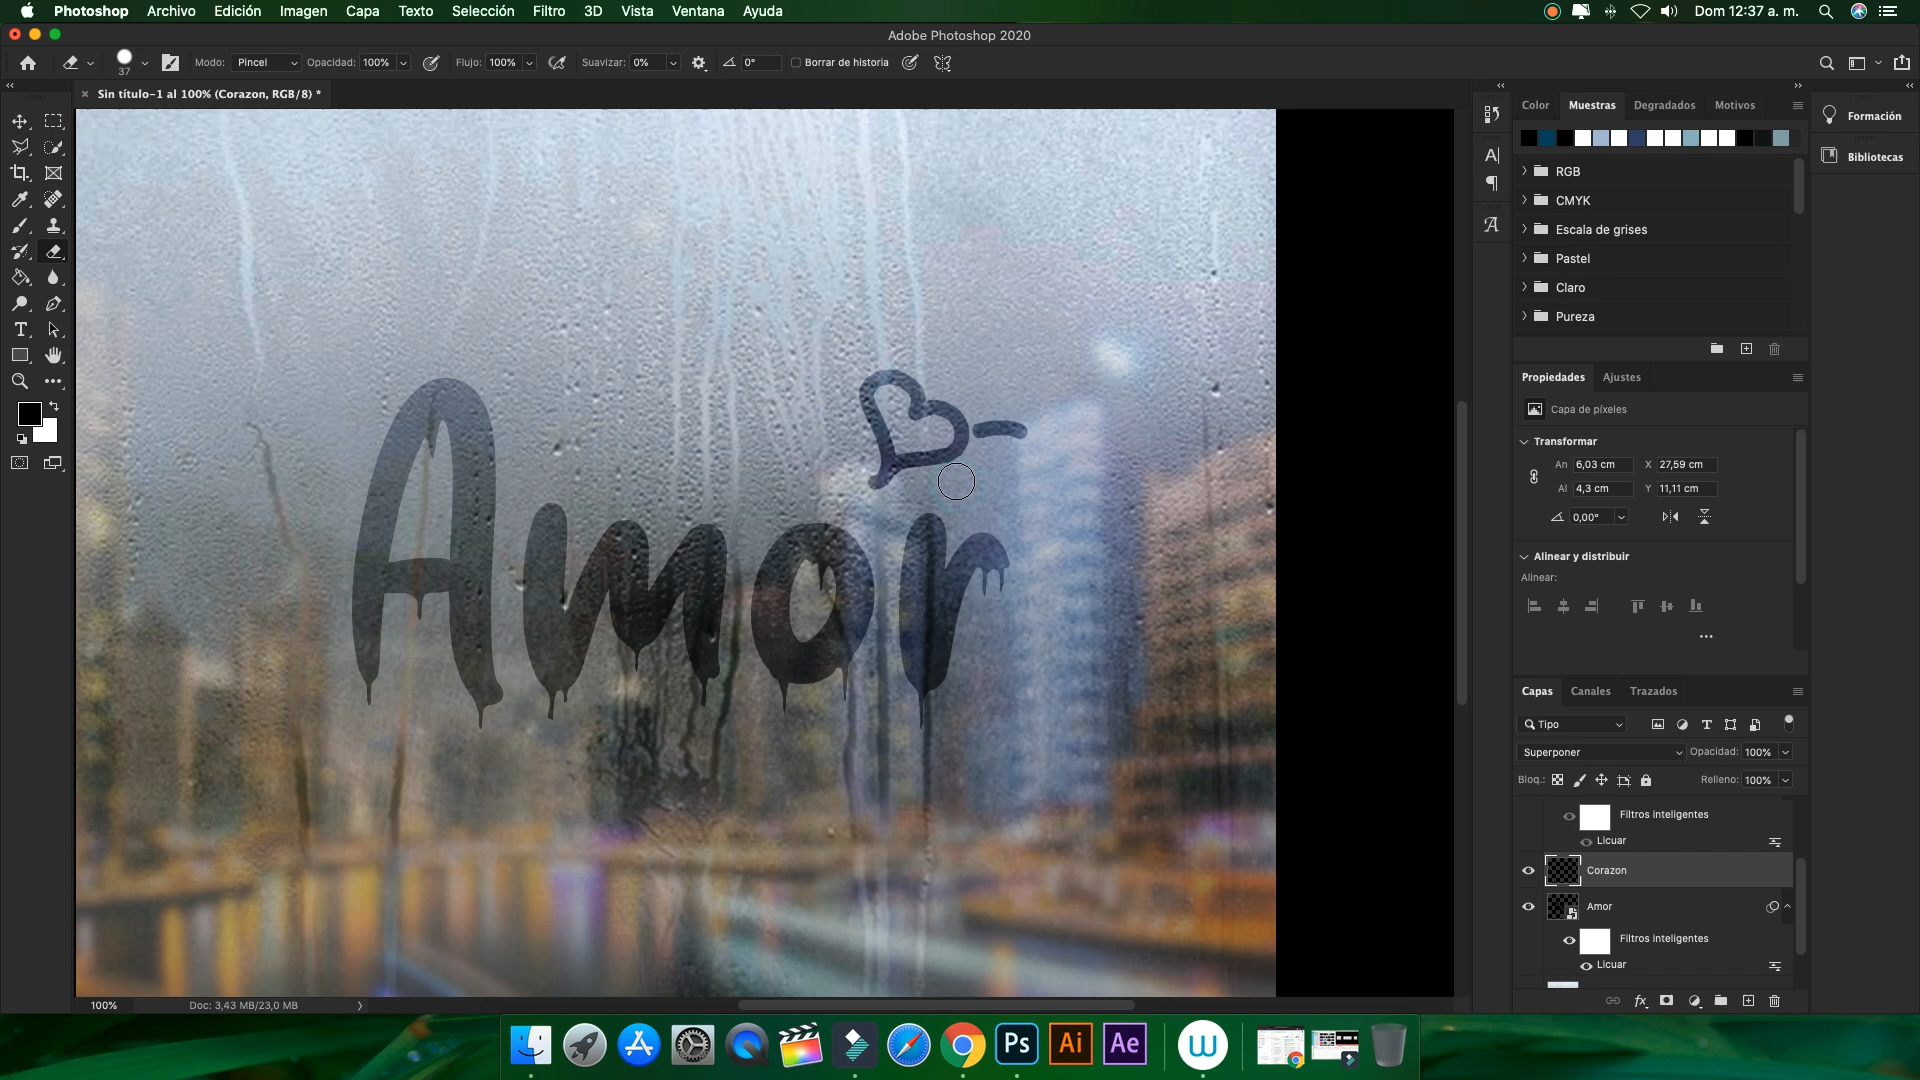 Photoshop Archivo Edición Imagen Capa Texto Selección Filtro 3D Vista Ventana Ayuda Dom 12:37 a. m.
Adobe Photoshop 2020
37 Modo: Pincel Opacidad: 100% Flujo: 100% Suavizar: 0% 0° Borrar de historia
Sin título-1 al 100% (Corazon, RGB/8) *
Color Muestras Degradados Motivos
Formación
Bibliotecas
RGB
CMYK
Escala de grises
Pastel
Claro
Pureza
Propiedades Ajustes
Capa de píxeles
Transformar
An 6,03 cm X 27,59 cm
Al 4,3 cm Y 11,11 cm
0,00°
Alinear y distribuir
Alinear:
Amor
Capas Canales Trazados
Tipo
Superponer Opacidad: 100%
Bloq.: Relleno: 100%
Filtros inteligentes
Licuar
Corazon
Amor
Filtros inteligentes
Licuar
100% Doc: 3,43 MB/23,0 MB
Ps Ai Ae